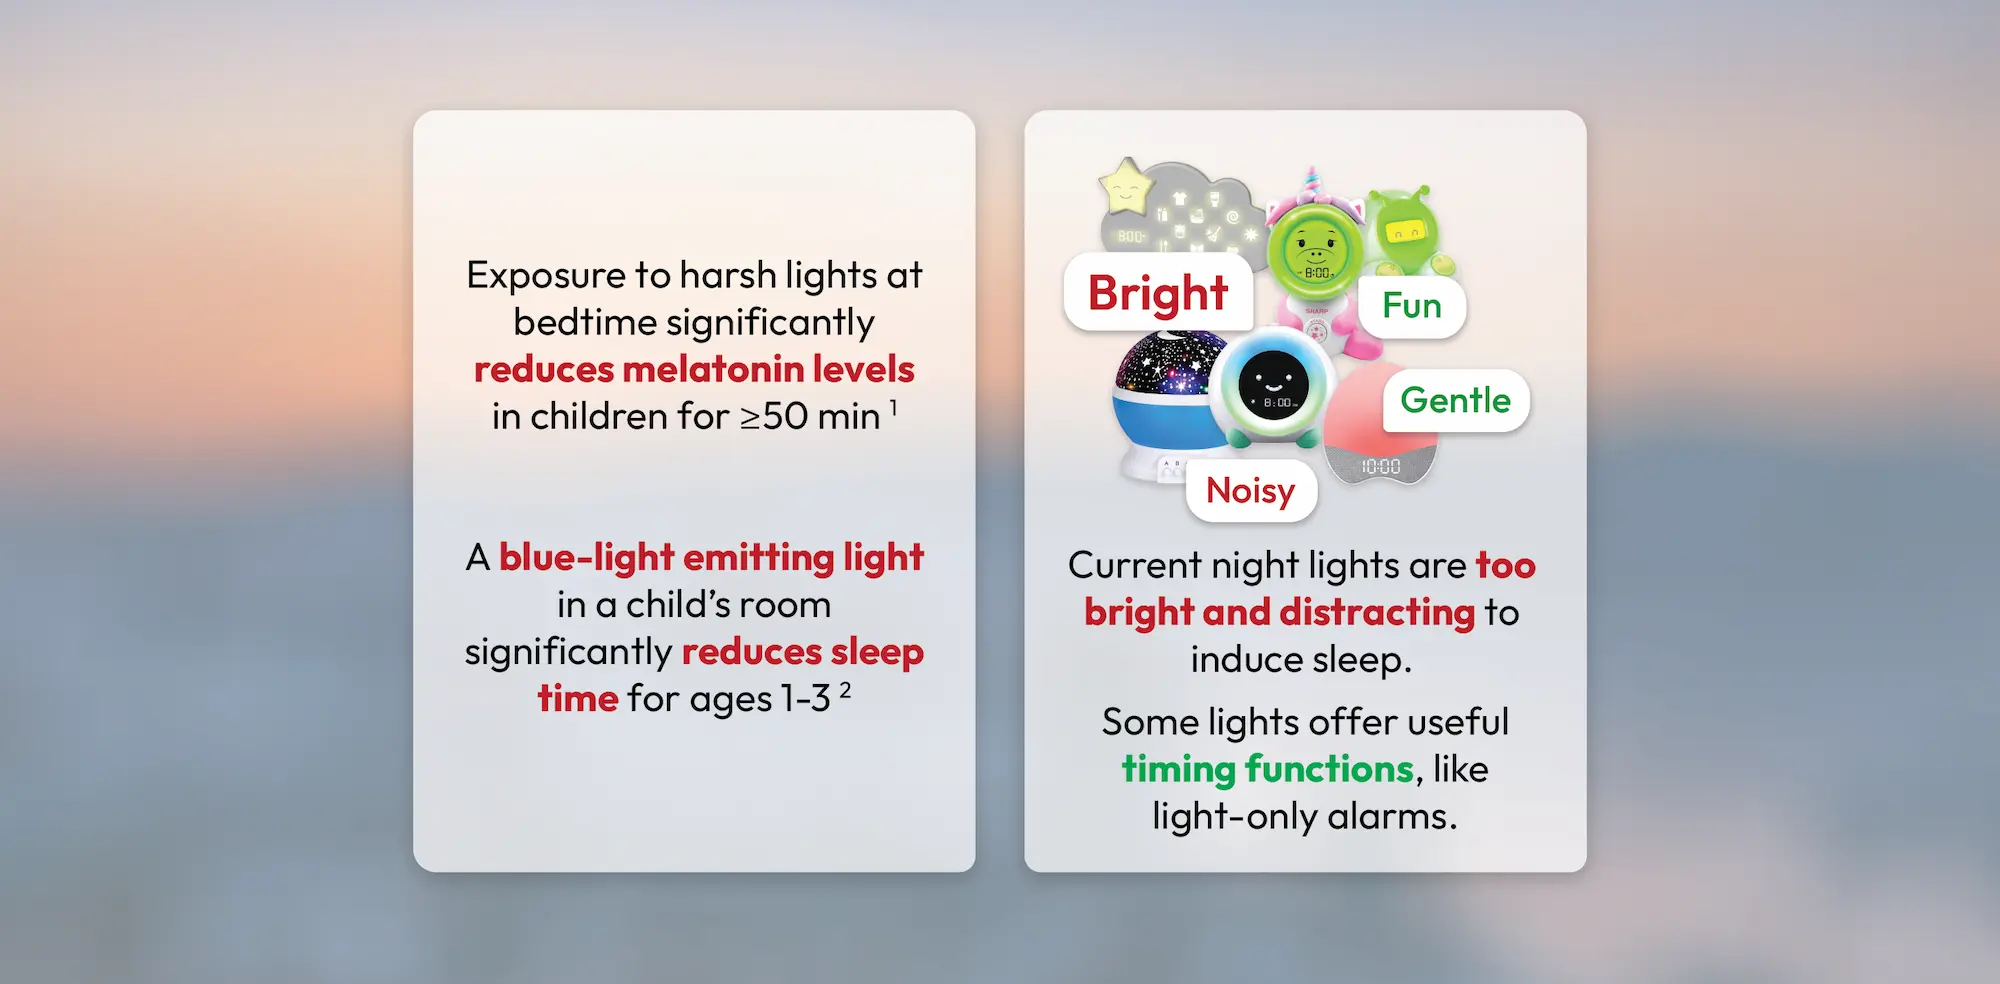 Exposure to harsh lights at
bedtime significantly
reduces melatonin levels
in children for ≥50 min ¹
A blue-light emitting light
in a child’s room
significantly reduces sleep
time for ages 1-3 ²
8:00
8:00
Bright
SHARP
Fun
Gentle
8:00
10:00
A B
Noisy
Current night lights are too
bright and distracting to
induce sleep.
Some lights offer useful
timing functions, like
light-only alarms.